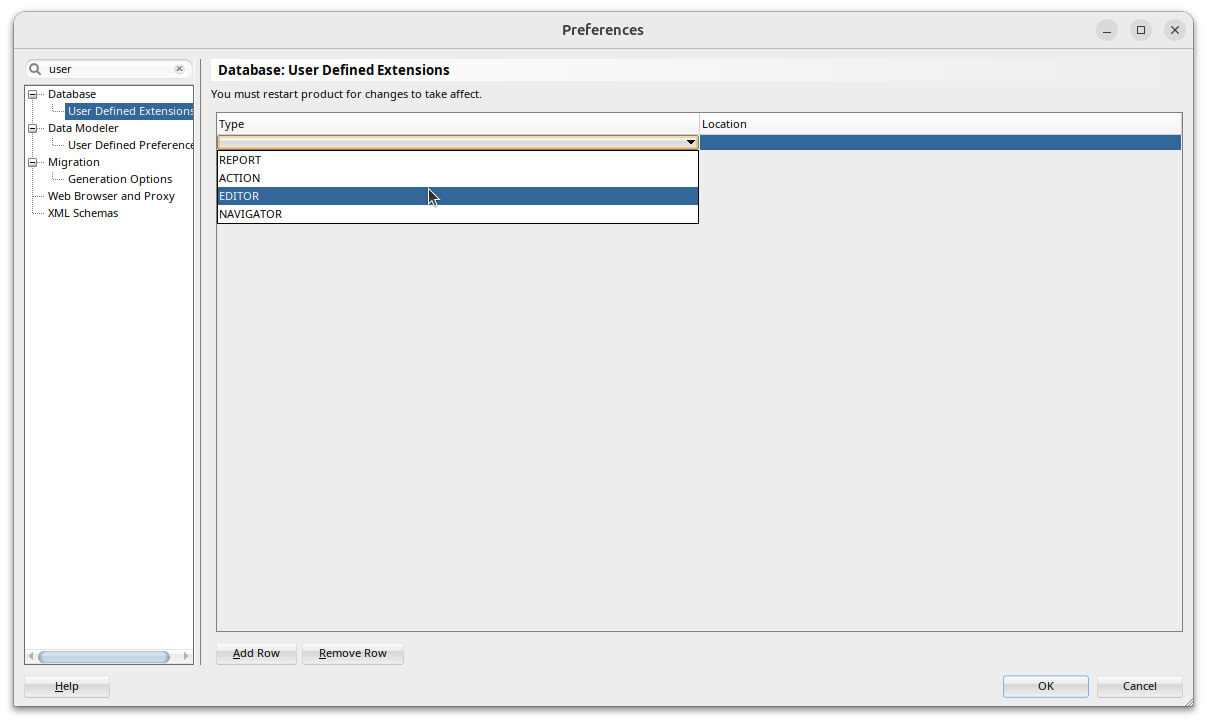 Preferences
user
Database
User Defined Extensions
Data Modeler
User Defined Preference
Migration
Generation Options
Web Browser and Proxy
XML Schemas
Database: User Defined Extensions
You must restart product for changes to take affect.
Type Location
REPORT
ACTION
EDITOR
NAVIGATOR
Add Row Remove Row
Help OK Cancel